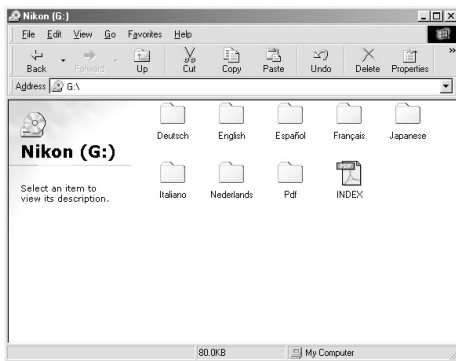 Nikon (G:)
File Edit View Go Favorites Help
Back Forward Up Cut Copy Paste Undo Delete Properties »
Address G:\
Nikon (G:)
Select an item to
view its description.
Deutsch English Español Français Japanese
Italiano Nederlands Pdf INDEX
80.0KB My Computer